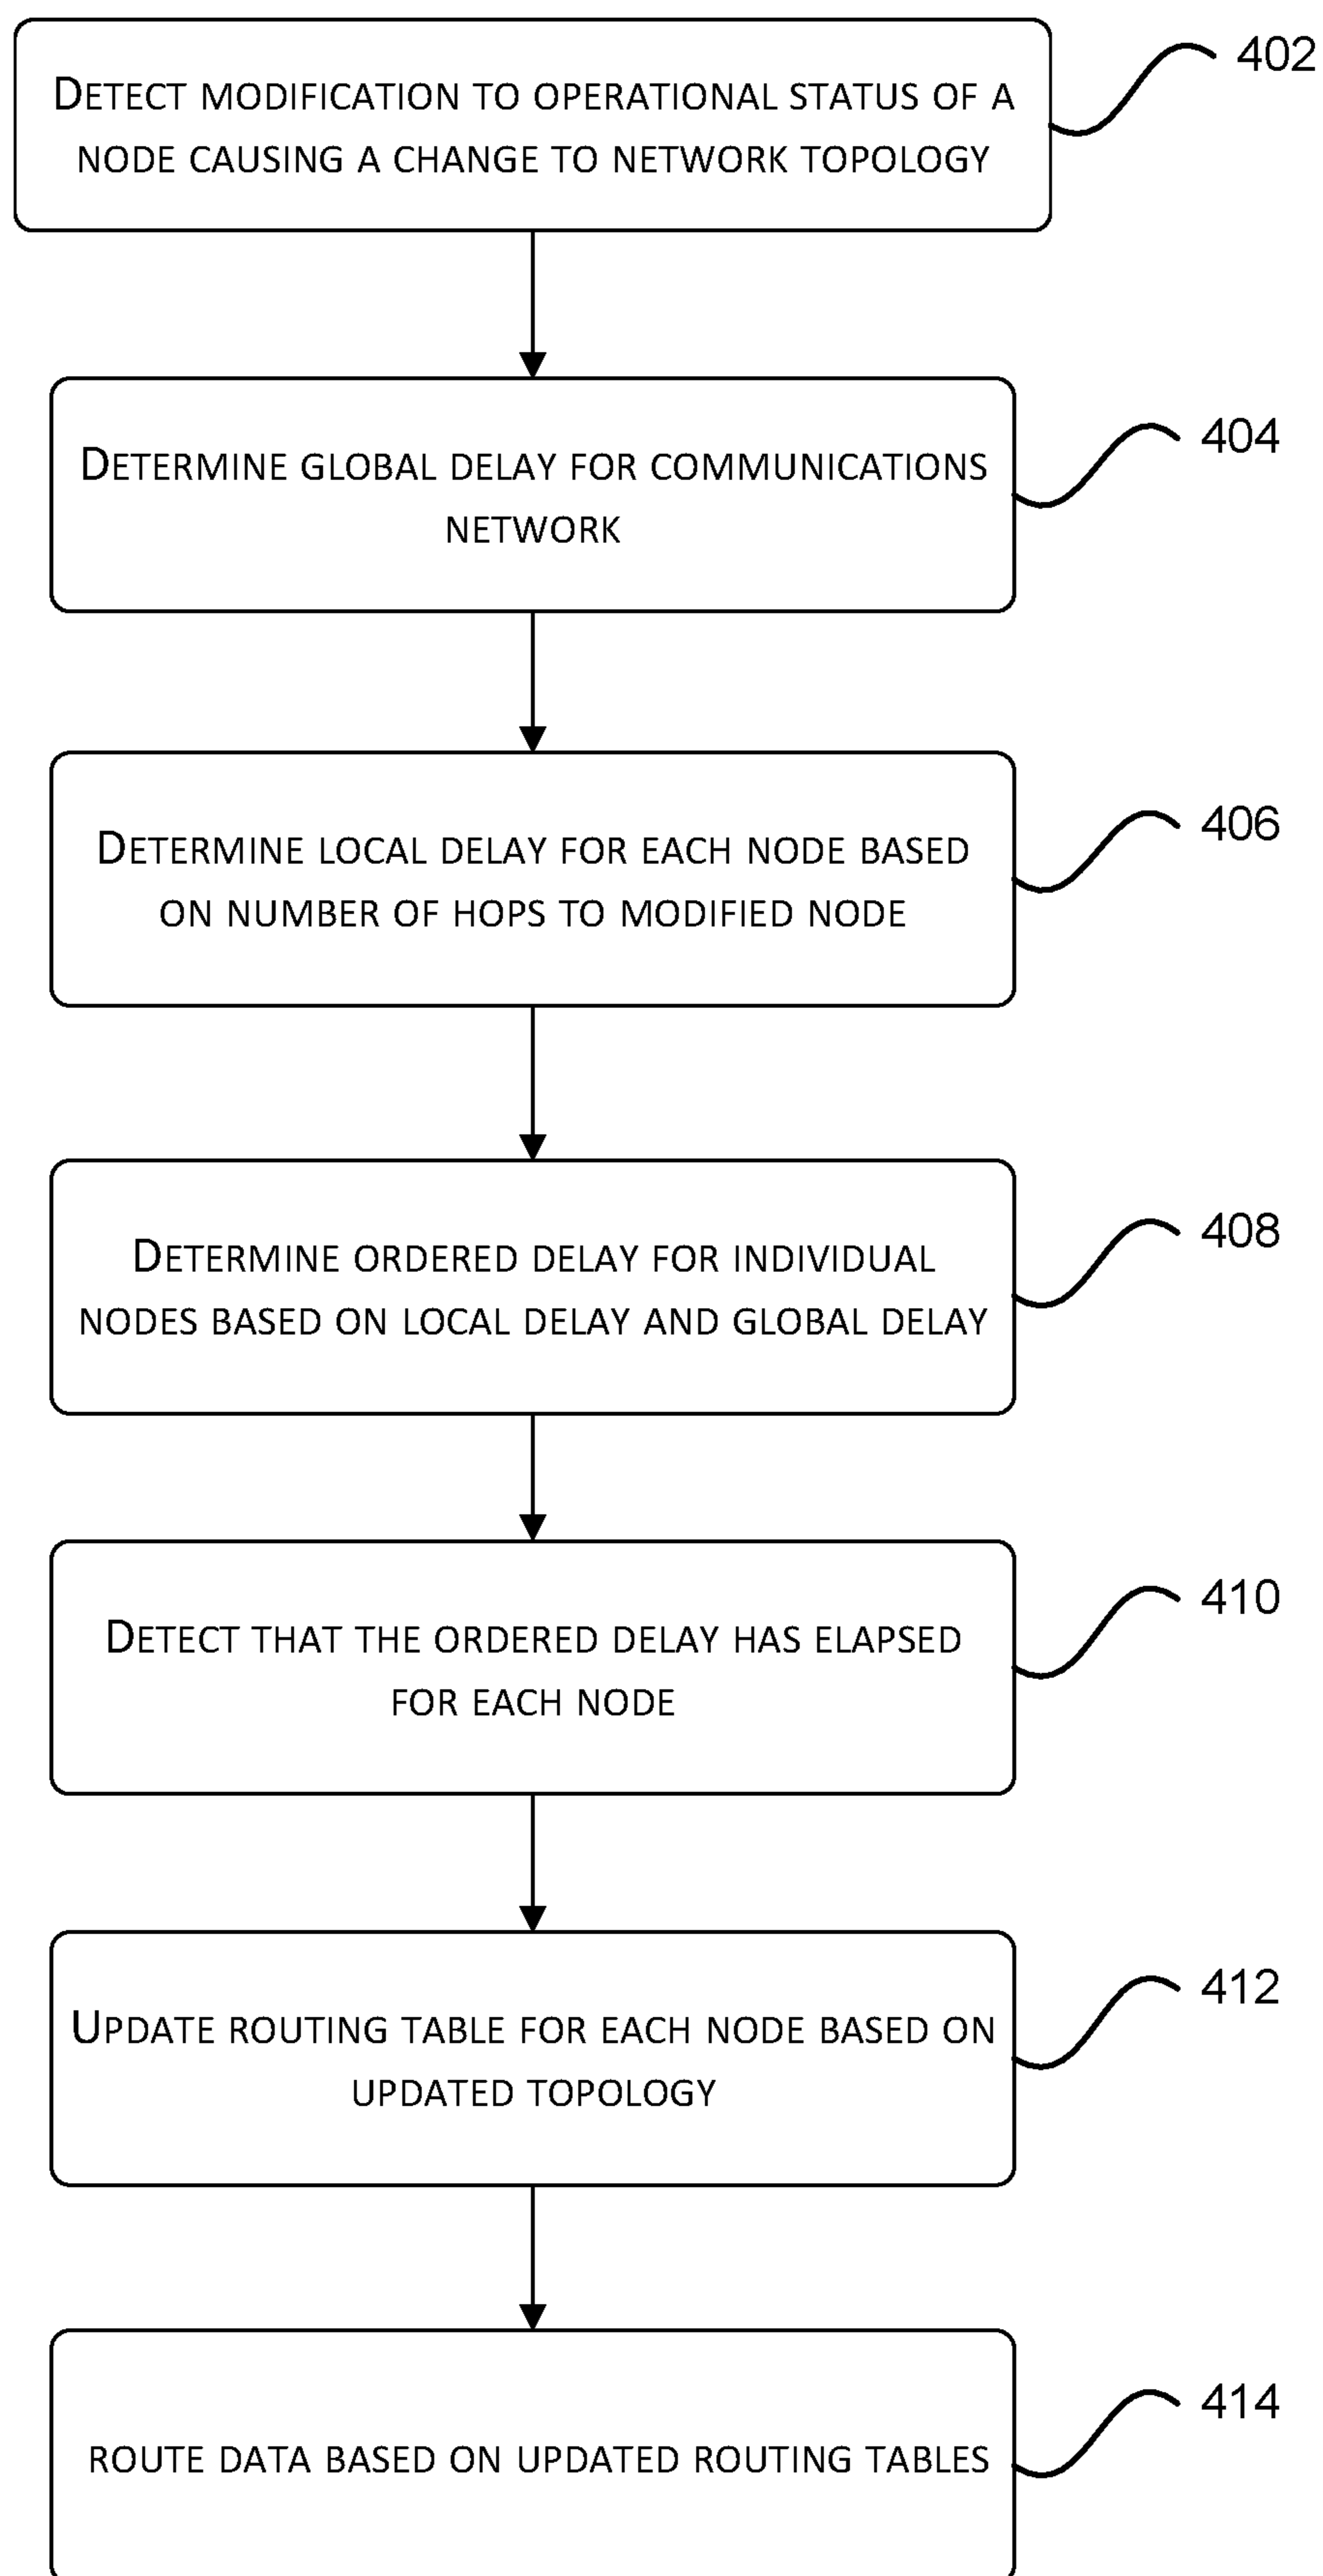 DETECT MODIFICATION TO OPERATIONAL STATUS OF A
NODE CAUSING A CHANGE TO NETWORK TOPOLOGY
402
DETERMINE GLOBAL DELAY FOR COMMUNICATIONS
NETWORK
404
DETERMINE LOCAL DELAY FOR EACH NODE BASED
ON NUMBER OF HOPS TO MODIFIED NODE
406
DETERMINE ORDERED DELAY FOR INDIVIDUAL
NODES BASED ON LOCAL DELAY AND GLOBAL DELAY
408
DETECT THAT THE ORDERED DELAY HAS ELAPSED
FOR EACH NODE
410
UPDATE ROUTING TABLE FOR EACH NODE BASED ON
UPDATED TOPOLOGY
412
ROUTE DATA BASED ON UPDATED ROUTING TABLES
414